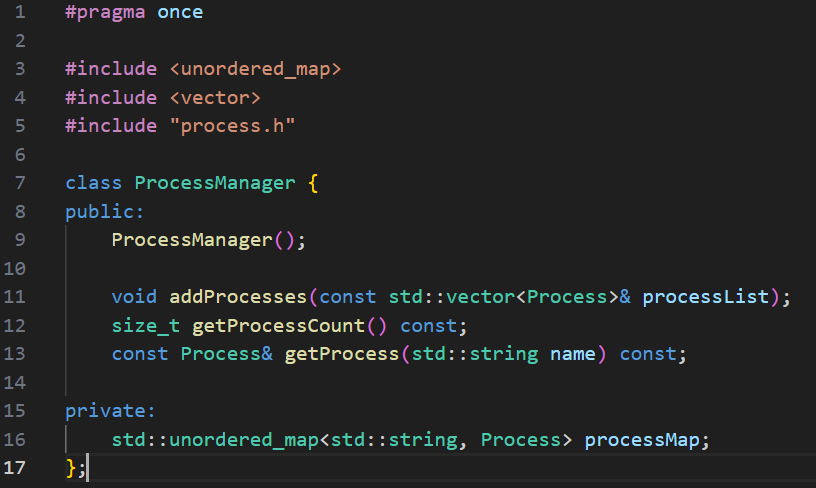 1 #pragma once
2
3 #include <unordered_map>
4 #include <vector>
5 #include "process.h"
6
7 class ProcessManager {
8 public:
9     ProcessManager();
10
11     void addProcesses(const std::vector<Process>& processList);
12     size_t getProcessCount() const;
13     const Process& getProcess(std::string name) const;
14
15 private:
16     std::unordered_map<std::string, Process> processMap;
17 };